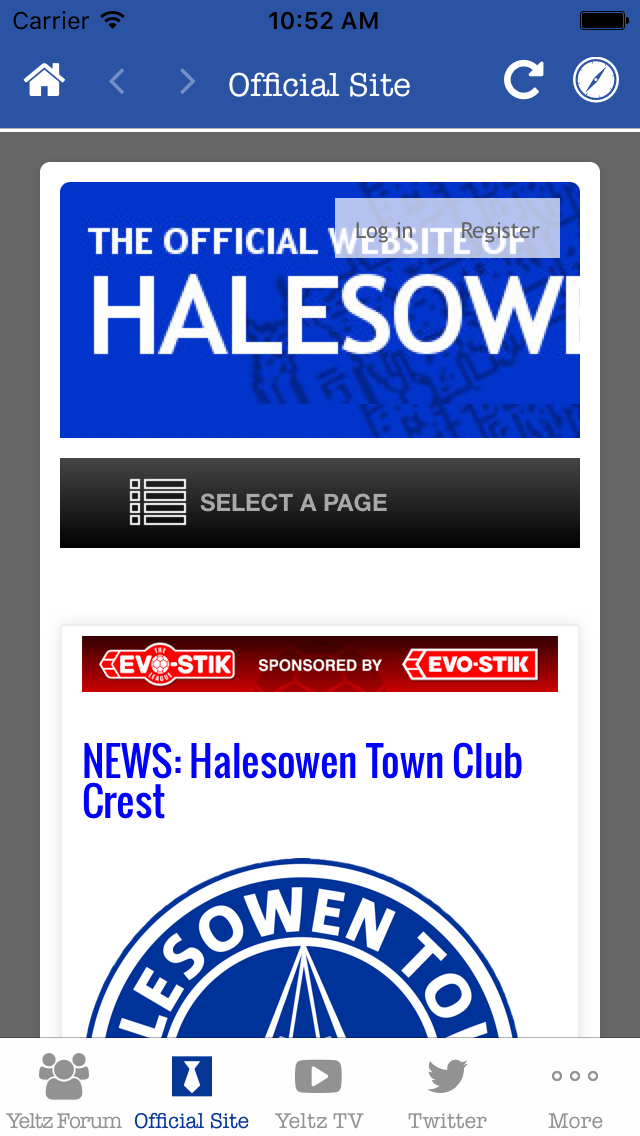 Carrier 10:52 AM
Official Site
Log in Register
THE OFFICIAL WEBSITE OF
HALESOWE
SELECT A PAGE
THE EVO-STIK LEAGUE SPONSORED BY EVO-STIK
NEWS: Halesowen Town Club
Crest
LESOWEN TOW
Yeltz Forum Official Site Yeltz TV Twitter More